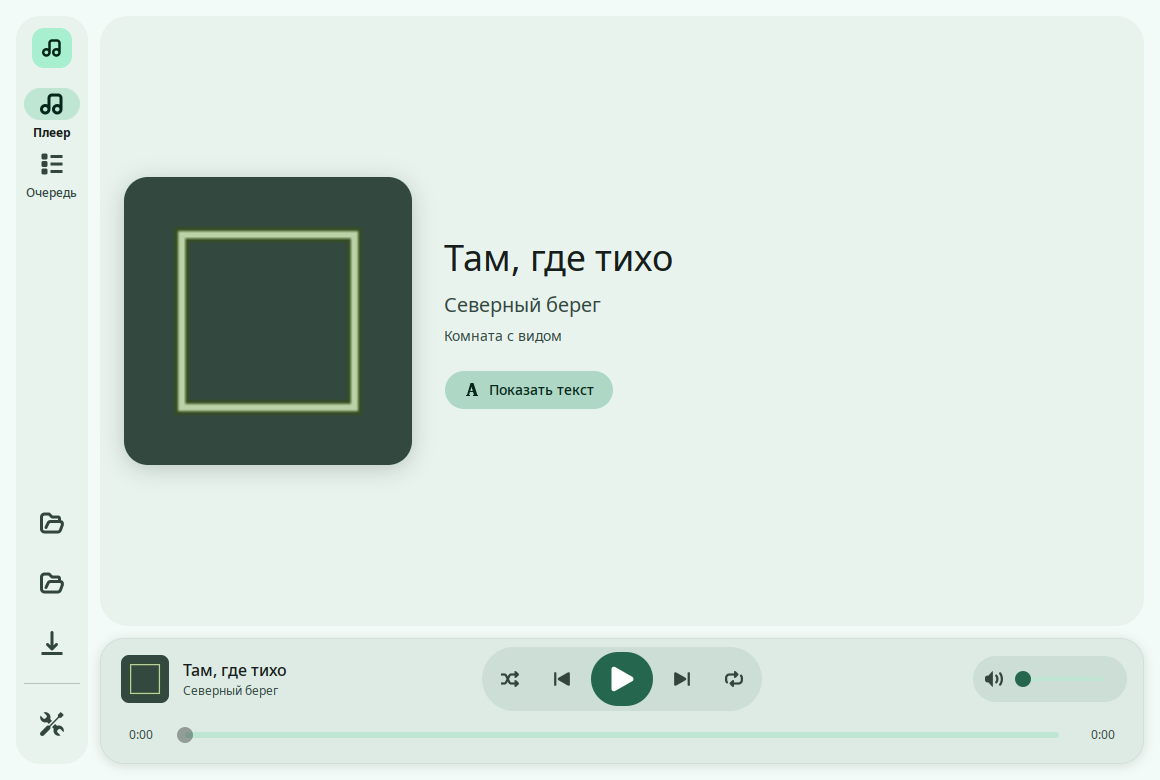 Плеер
Очередь
Там, где тихо
Северный берег
Комната с видом
A Показать текст
Там, где тихо
Северный берег
0:00
0:00